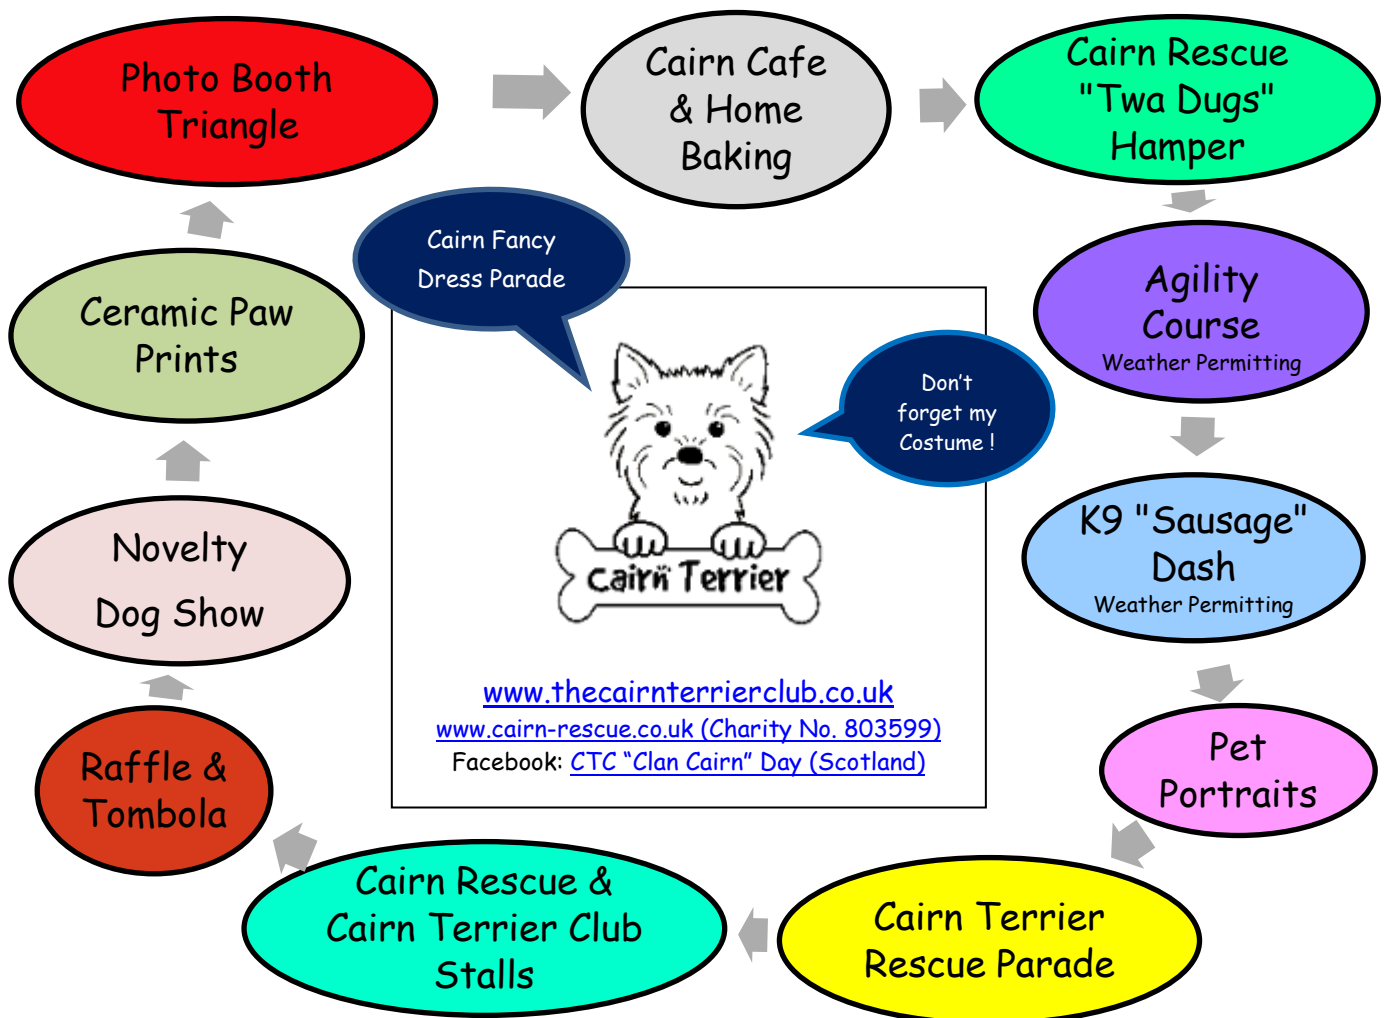 Photo Booth
Triangle
Cairn Cafe
& Home
Baking
Cairn Rescue
"Twa Dugs"
Hamper
Agility
Course
Weather Permitting
K9 "Sausage"
Dash
Weather Permitting
Pet
Portraits
Cairn Terrier
Rescue Parade
Cairn Rescue &
Cairn Terrier Club
Stalls
Raffle &
Tombola
Novelty
Dog Show
Ceramic Paw
Prints
Cairn Fancy
Dress Parade
Don't
forget my
Costume !
Cairn Terrier
www.thecairnterrierclub.co.uk
www.cairn-rescue.co.uk (Charity No. 803599)
Facebook: CTC “Clan Cairn” Day (Scotland)